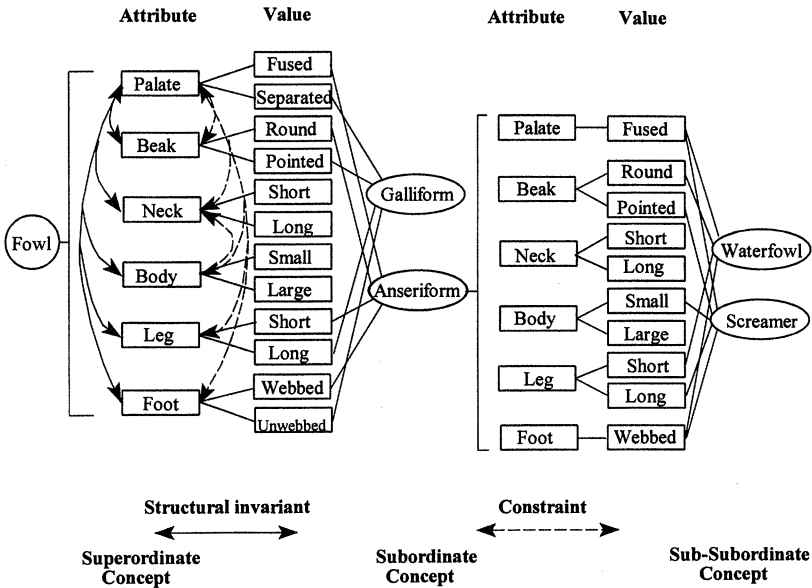 Attribute
Value
Attribute
Value
Fowl
Palate
Beak
Neck
Body
Leg
Foot
Fused
Separated
Round
Pointed
Short
Long
Small
Large
Short
Long
Webbed
Unwebbed
Galliform
Anseriform
Palate
Beak
Neck
Body
Leg
Foot
Fused
Round
Pointed
Short
Long
Small
Large
Short
Long
Webbed
Waterfowl
Screamer
Structural invariant
Constraint
Superordinate
Concept
Subordinate
Concept
Sub-Subordinate
Concept